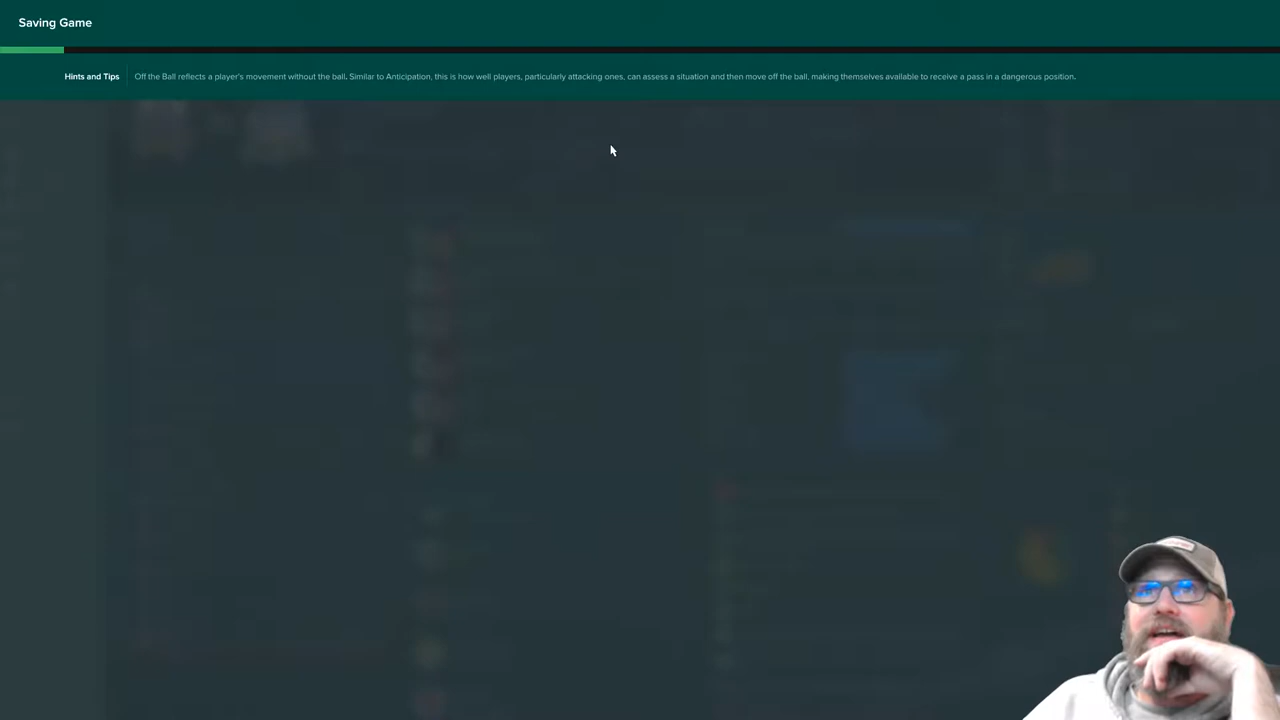 Saving Game
Hints and Tips
Off the Ball reflects a player's movement without the ball. Similar to Anticipation, this is how well players, particularly attacking ones, can assess a situation and then move off the ball, making themselves available to receive a pass in a dangerous position.